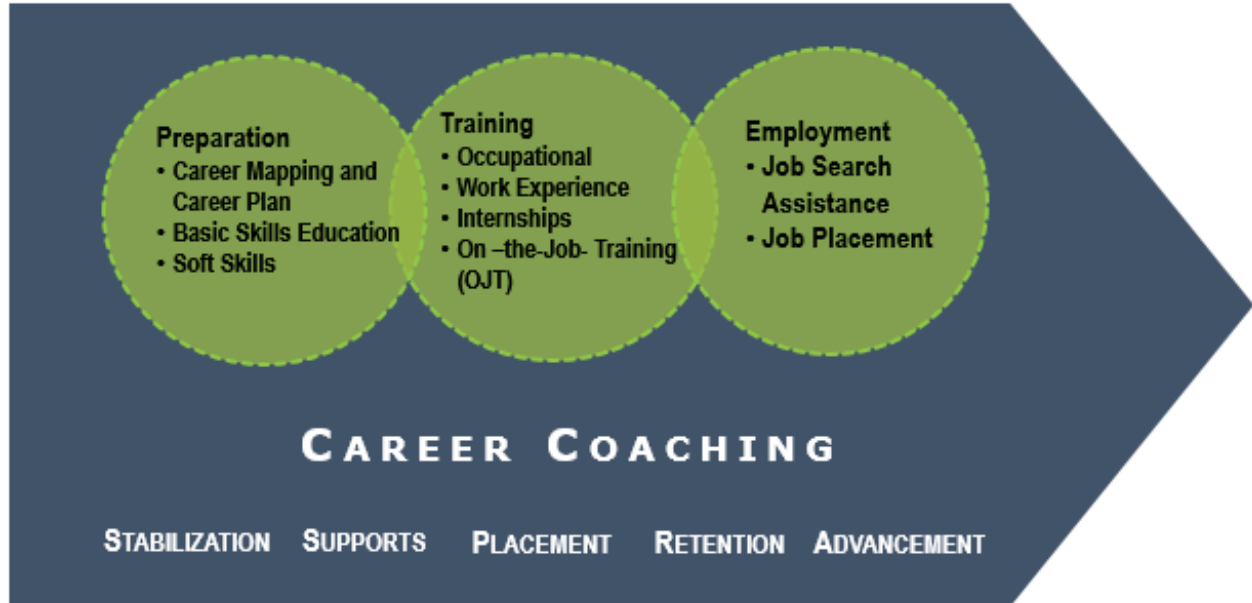 Preparation
• Career Mapping and
Career Plan
• Basic Skills Education
• Soft Skills
Training
• Occupational
• Work Experience
• Internships
• On –the-Job- Training
(OJT)
Employment
• Job Search
Assistance
• Job Placement
CAREER COACHING
STABILIZATION SUPPORTS PLACEMENT RETENTION ADVANCEMENT